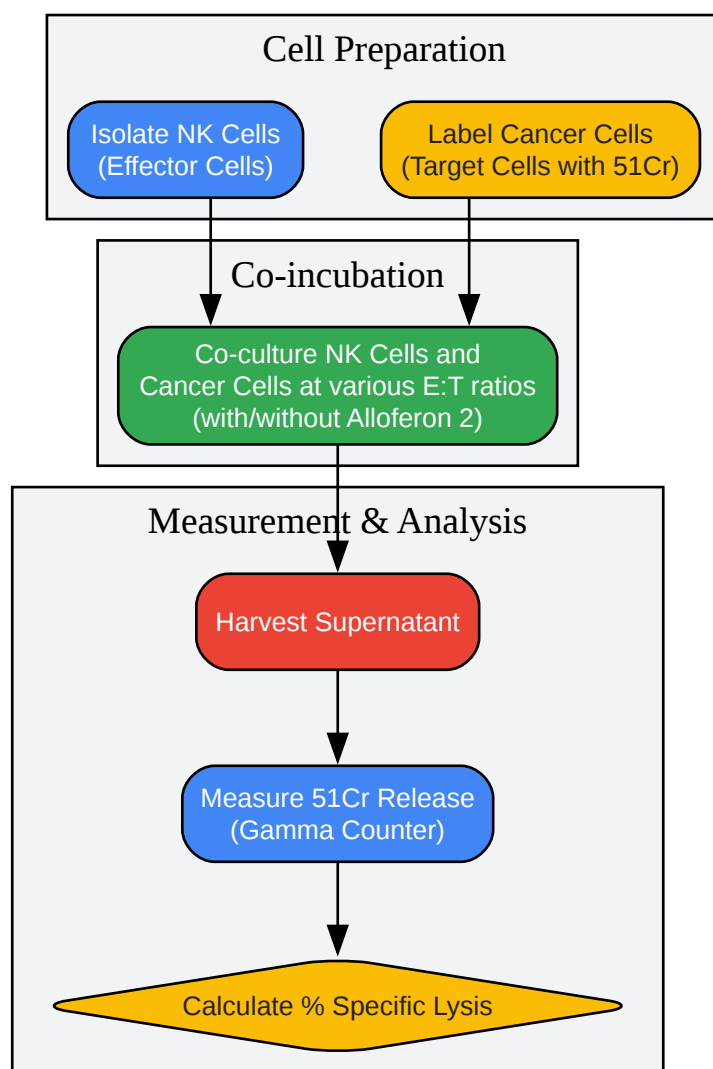 Cell Preparation
Isolate NK Cells
(Effector Cells)
Label Cancer Cells
(Target Cells with 51Cr)
Co-incubation
Co-culture NK Cells and
Cancer Cells at various E:T ratios
(with/without Alloferon 2)
Measurement & Analysis
Harvest Supernatant
Measure 51Cr Release
(Gamma Counter)
Calculate % Specific Lysis